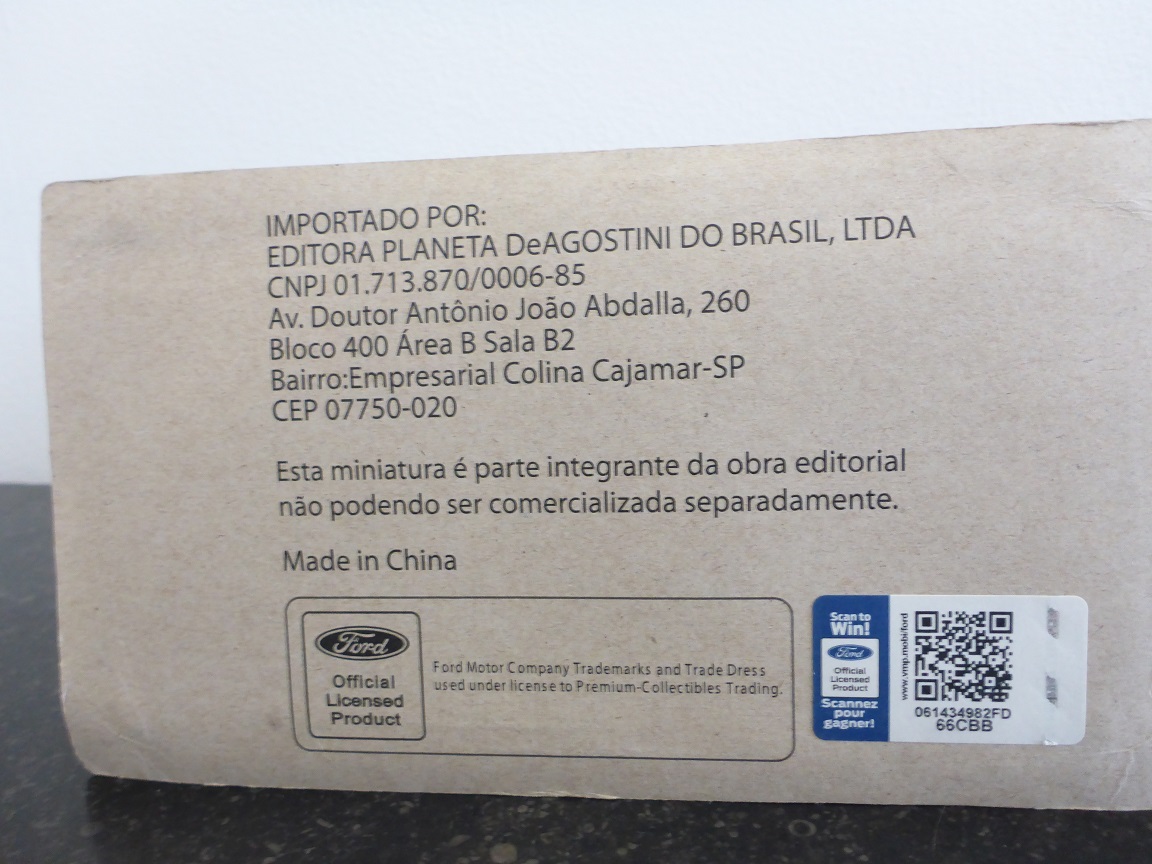 IMPORTADO POR:
EDITORA PLANETA DeAGOSTINI DO BRASIL, LTDA
CNPJ 01.713.870/0006-85
Av. Doutor Antônio João Abdalla, 260
Bloco 400 Área B Sala B2
Bairro:Empresarial Colina Cajamar-SP
CEP 07750-020
Esta miniatura é parte integrante da obra editorial
não podendo ser comercializada separadamente.
Made in China
Ford
Official
Licensed
Product
Ford Motor Company Trademarks and Trade Dress
used under license to Premium-Collectibles Trading.
Scan to
Win!
Ford
Official
Licensed
Product
Scannez
pour
gagner!
www.vmp.mobi/ford
061434982FD
66CBB